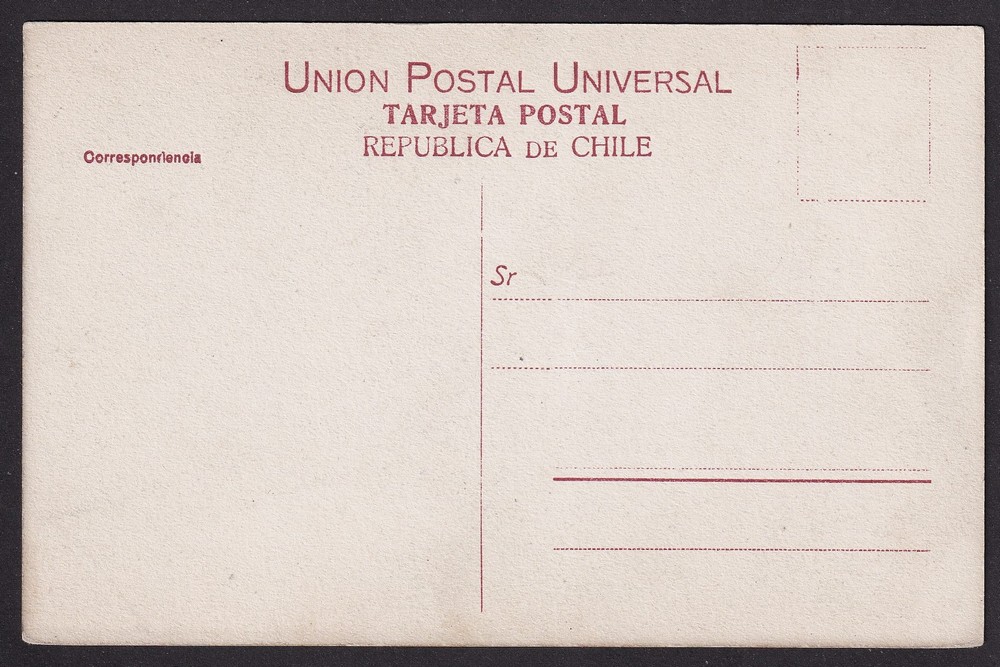 UNION POSTAL UNIVERSAL
TARJETA POSTAL
REPUBLICA DE CHILE
Correspondencia
Sr